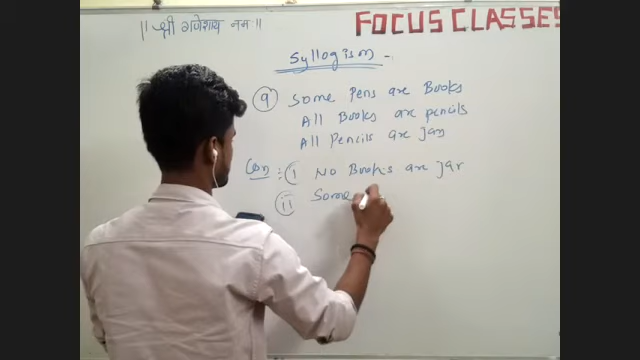 || श्री गणेशाय नमः ||
FOCUS CLASSES
Syllogism -:
9 Some Pens are Books
All Books are pencils
All Pencils are Jar
Con :- i No Books are Jar
ii Some